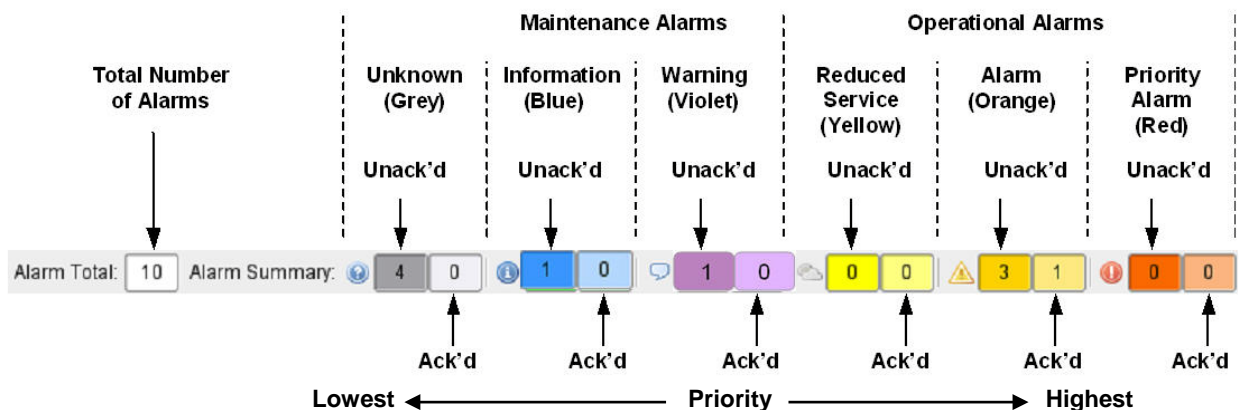 Maintenance Alarms
Operational Alarms
Total Number
of Alarms
Unknown
(Grey)
Information
(Blue)
Warning
(Violet)
Reduced
Service
(Yellow)
Alarm
(Orange)
Priority
Alarm
(Red)
Unack'd
Unack'd
Unack'd
Unack'd
Unack'd
Unack'd
Alarm Total: 10 Alarm Summary: 4 0 1 0 1 0 0 0 3 1 0 0
Ack'd
Ack'd
Ack'd
Ack'd
Ack'd
Ack'd
Lowest Priority Highest